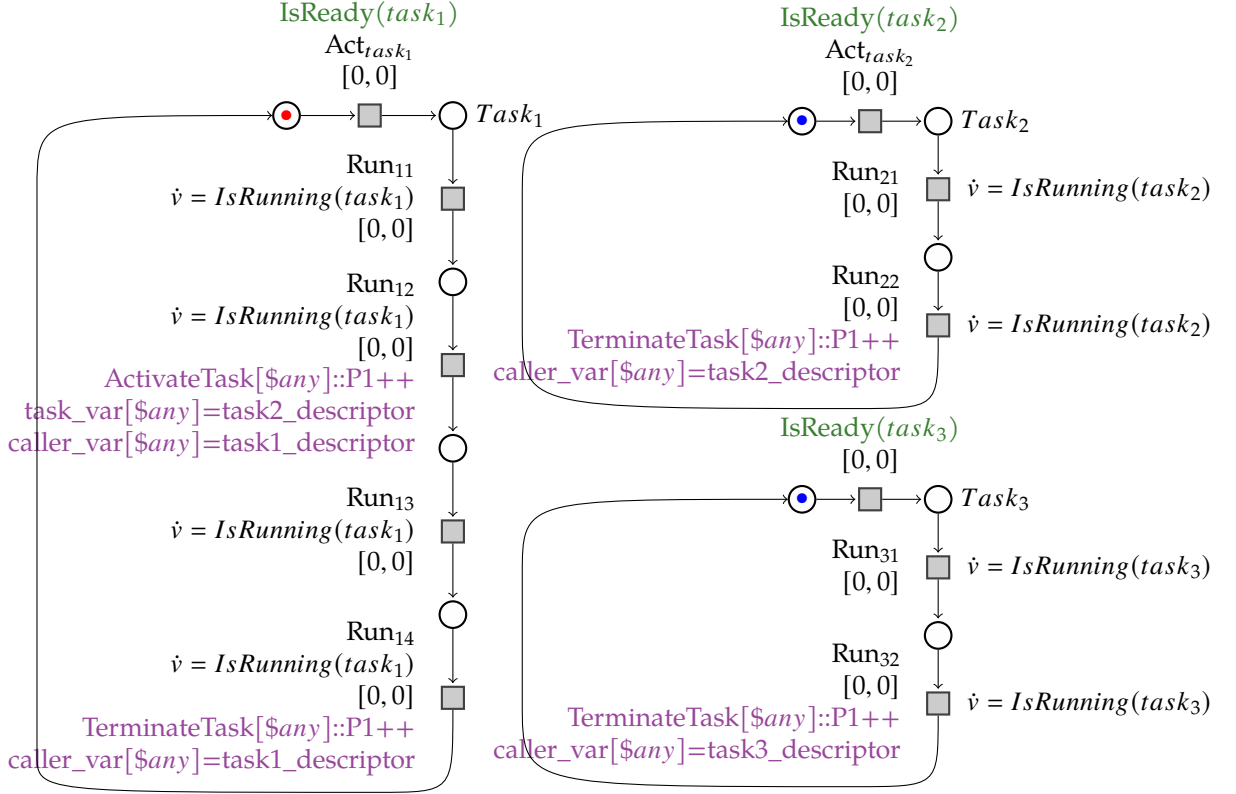 IsReady(task₁)
Act_task₁
[0, 0]
Task₁
Run₁₁
v̇ = IsRunning(task₁)
[0, 0]
Run₁₂
v̇ = IsRunning(task₁)
[0, 0]
ActivateTask[$any]::P1++
task_var[$any]=task2_descriptor
caller_var[$any]=task1_descriptor
Run₁₃
v̇ = IsRunning(task₁)
[0, 0]
Run₁₄
v̇ = IsRunning(task₁)
[0, 0]
TerminateTask[$any]::P1++
caller_var[$any]=task1_descriptor
IsReady(task₂)
Act_task₂
[0, 0]
Task₂
Run₂₁
[0, 0]
v̇ = IsRunning(task₂)
Run₂₂
[0, 0]
v̇ = IsRunning(task₂)
TerminateTask[$any]::P1++
caller_var[$any]=task2_descriptor
IsReady(task₃)
[0, 0]
Task₃
Run₃₁
[0, 0]
v̇ = IsRunning(task₃)
Run₃₂
[0, 0]
v̇ = IsRunning(task₃)
TerminateTask[$any]::P1++
caller_var[$any]=task3_descriptor